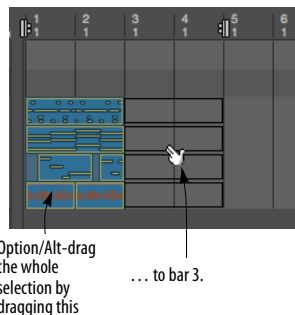 1 2 3 4 5 6
1 1 1 1 1 1
Option/Alt-drag
the whole
selection by
dragging this
… to bar 3.